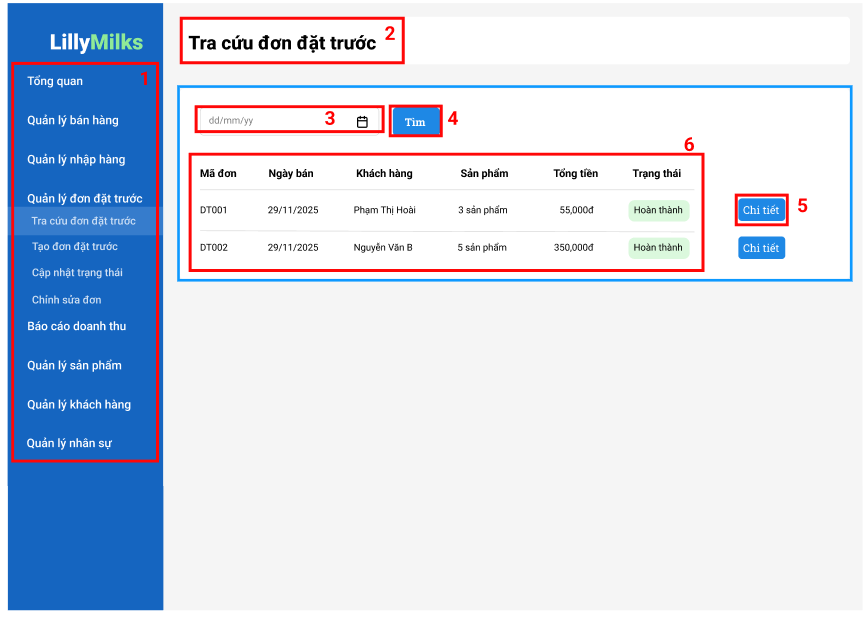 LillyMilks
1
Tổng quan
Quản lý bán hàng
Quản lý nhập hàng
Quản lý đơn đặt trước
Tra cứu đơn đặt trước
Tạo đơn đặt trước
Cập nhật trạng thái
Chỉnh sửa đơn
Báo cáo doanh thu
Quản lý sản phẩm
Quản lý khách hàng
Quản lý nhân sự
Tra cứu đơn đặt trước 2
dd/mm/yy 3 Tìm 4
6
Mã đơn Ngày bán Khách hàng Sản phẩm Tổng tiền Trạng thái
DT001 29/11/2025 Phạm Thị Hoài 3 sản phẩm 55,000đ Hoàn thành Chi tiết 5
DT002 29/11/2025 Nguyễn Văn B 5 sản phẩm 350,000đ Hoàn thành Chi tiết